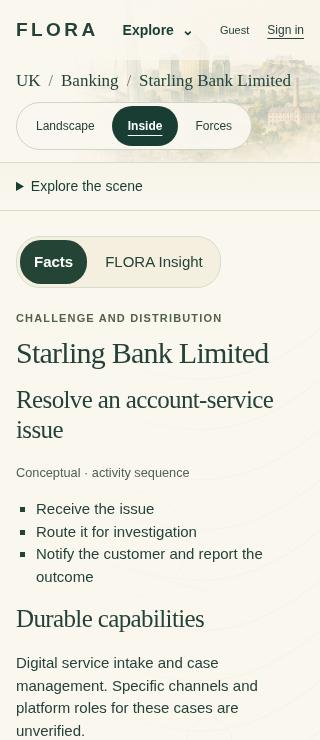 FLORA Explore Guest Sign in
UK / Banking / Starling Bank Limited
Landscape Inside Forces
Explore the scene
Facts FLORA Insight
CHALLENGE AND DISTRIBUTION
Starling Bank Limited
Resolve an account-service
issue
Conceptual · activity sequence
Receive the issue
Route it for investigation
Notify the customer and report the
outcome
Durable capabilities
Digital service intake and case
management. Specific channels and
platform roles for these cases are
unverified.